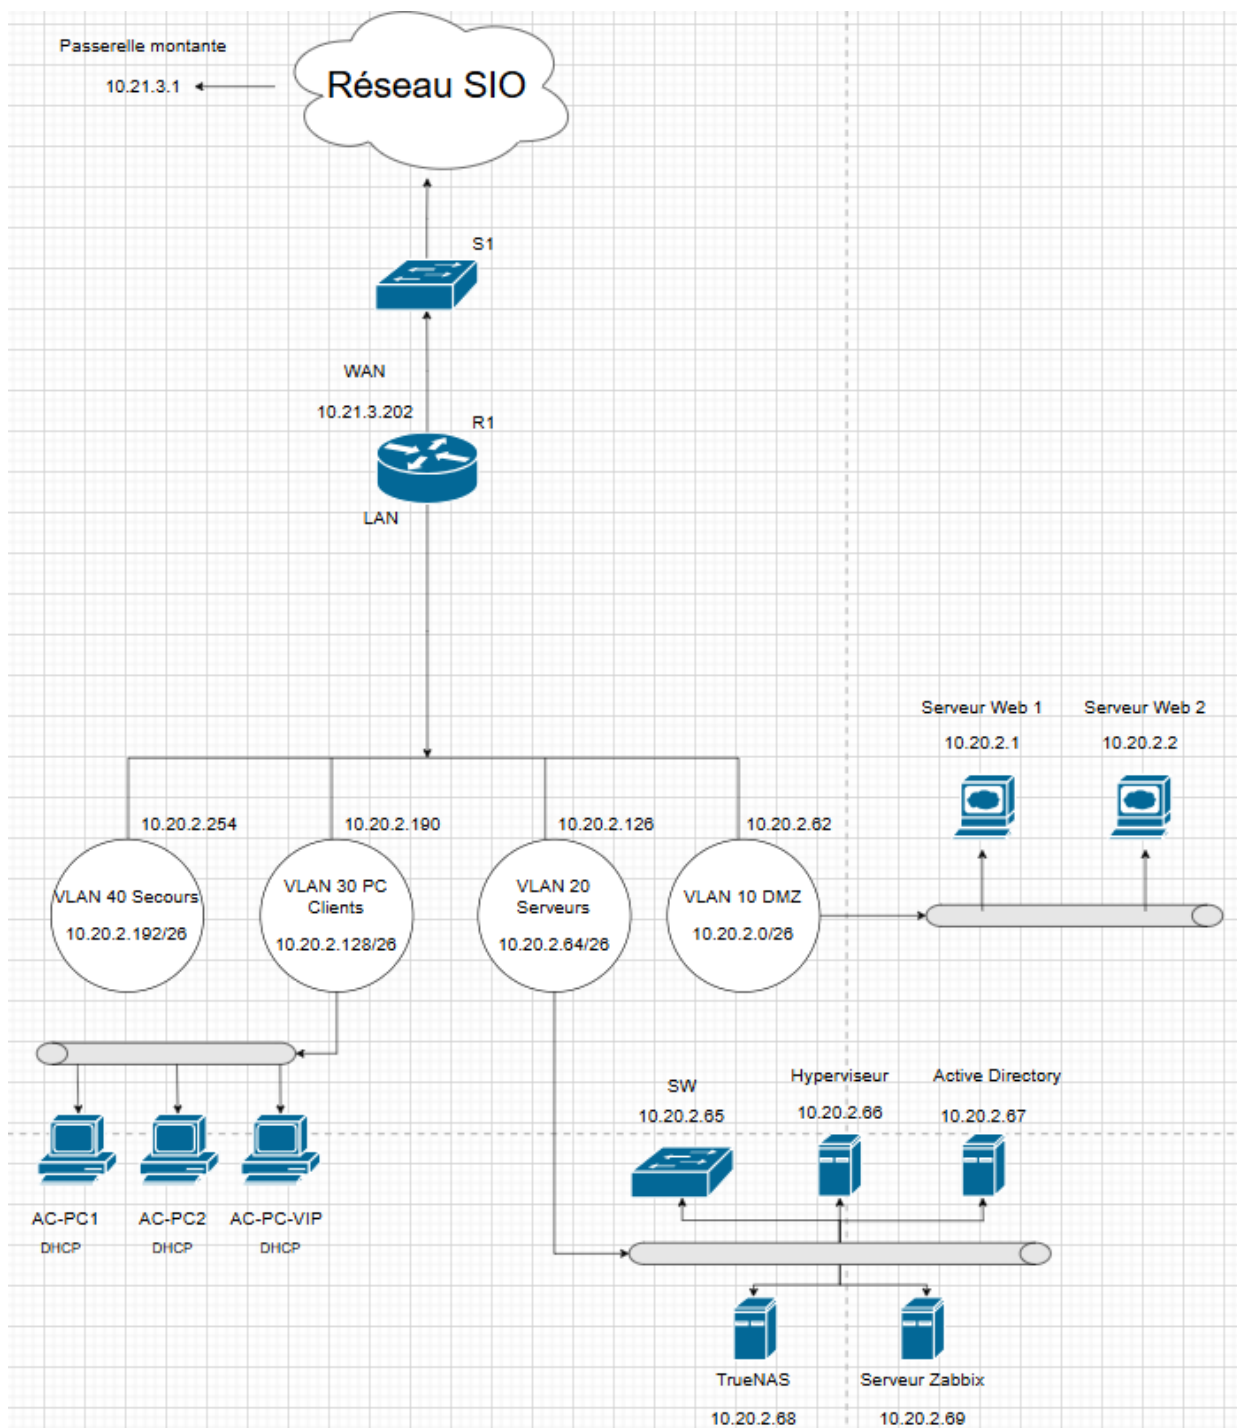 Passerelle montante
10.21.3.1
Réseau SIO
S1
WAN
10.21.3.202
R1
LAN
Serveur Web 1
10.20.2.1
Serveur Web 2
10.20.2.2
10.20.2.254
10.20.2.190
10.20.2.126
10.20.2.62
VLAN 40 Secours
10.20.2.192/26
VLAN 30 PC
Clients
10.20.2.128/26
VLAN 20
Serveurs
10.20.2.64/26
VLAN 10 DMZ
10.20.2.0/26
SW
10.20.2.65
Hyperviseur
10.20.2.66
Active Directory
10.20.2.67
AC-PC1
DHCP
AC-PC2
DHCP
AC-PC-VIP
DHCP
TrueNAS
10.20.2.68
Serveur Zabbix
10.20.2.69